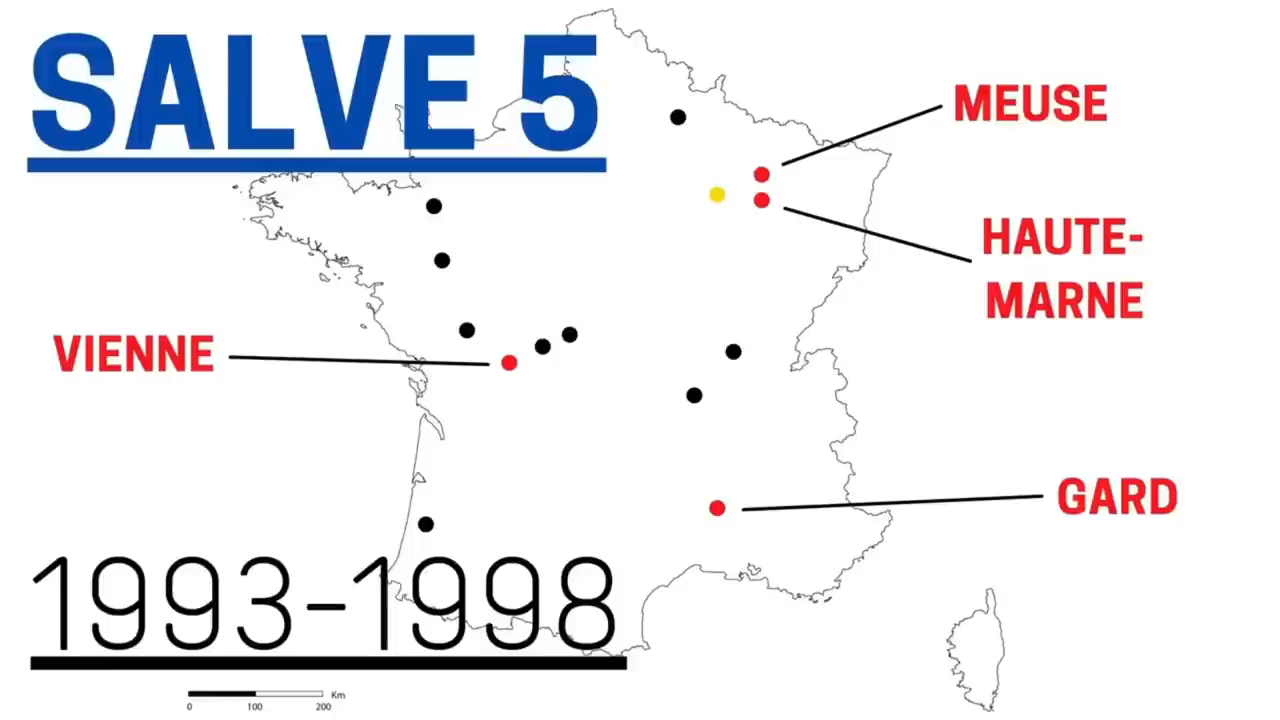 SALVE 5
MEUSE
HAUTE-
MARNE
VIENNE
GARD
1993-1998
Km
0 100 200